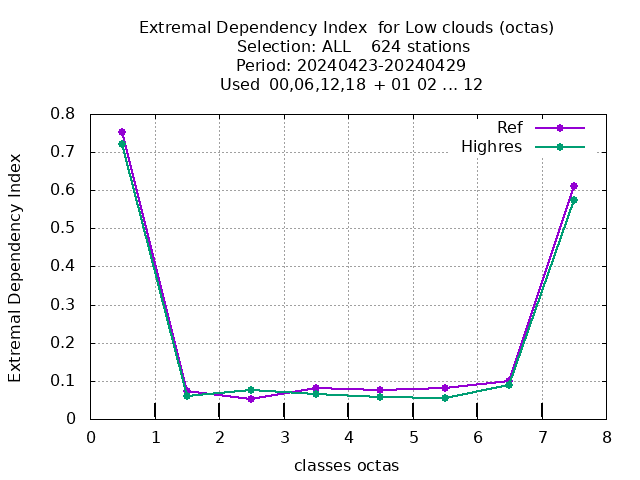 Extremal Dependency Index  for Low clouds (octas)
Selection: ALL    624 stations
Period: 20240423-20240429
Used  00,06,12,18  + 01 02 ... 12
Extremal Dependency Index
0.8
0.7
0.6
0.5
0.4
0.3
0.2
0.1
0
Ref
Highres
0 1 2 3 4 5 6 7 8
classes octas